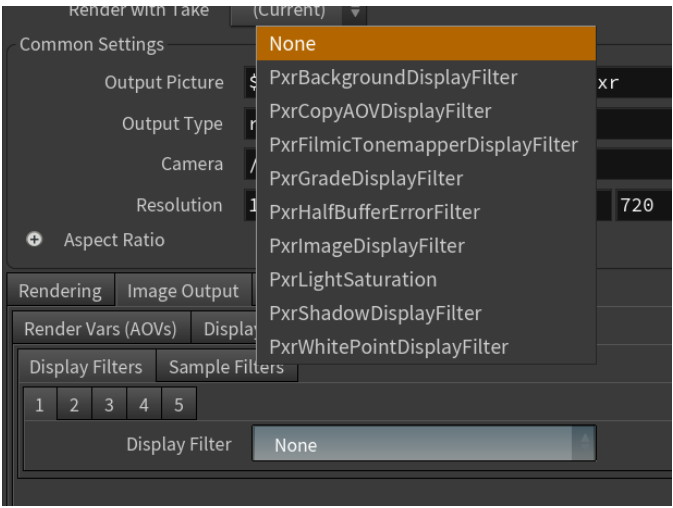 Render with Take (Current)
Common Settings
None
Output Picture $ xr
PxrBackgroundDisplayFilter
PxrCopyAOVDisplayFilter
Output Type r
PxrFilmicTonemapperDisplayFilter
Camera /
PxrGradeDisplayFilter
Resolution 1 720
PxrHalfBufferErrorFilter
Aspect Ratio
PxrImageDisplayFilter
PxrLightSaturation
PxrShadowDisplayFilter
PxrWhitePointDisplayFilter
Rendering Image Output
Render Vars (AOVs) Displa
Display Filters Sample Filters
1 2 3 4 5
Display Filter None